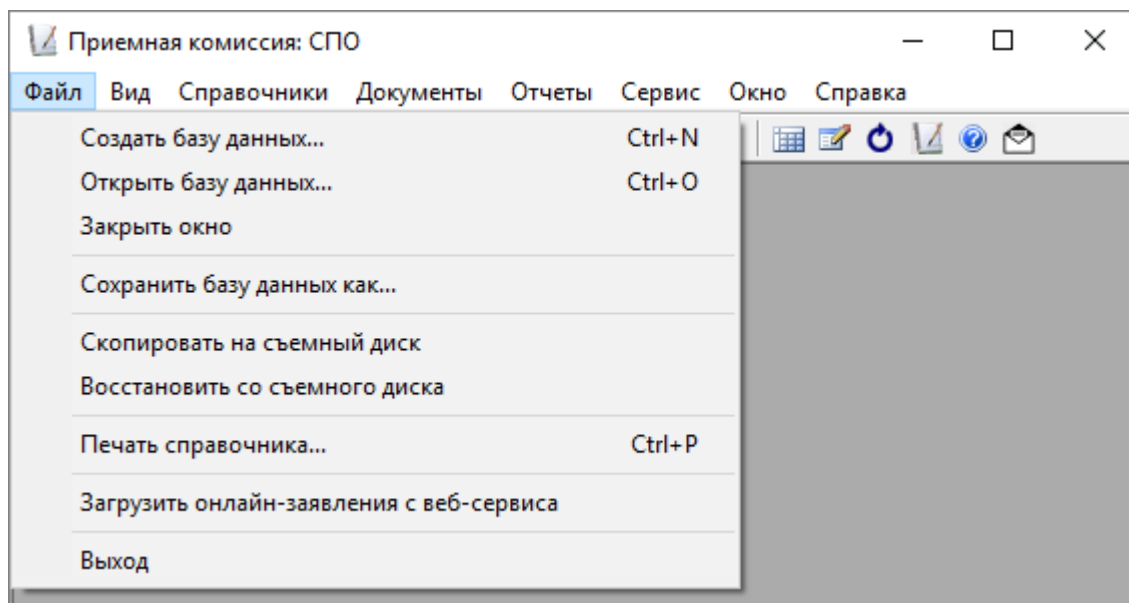 Приемная комиссия: СПО
Файл Вид Справочники Документы Отчеты Сервис Окно Справка
Создать базу данных... Ctrl+N
Открыть базу данных... Ctrl+O
Закрыть окно
Сохранить базу данных как...
Скопировать на съемный диск
Восстановить со съемного диска
Печать справочника... Ctrl+P
Загрузить онлайн-заявления с веб-сервиса
Выход